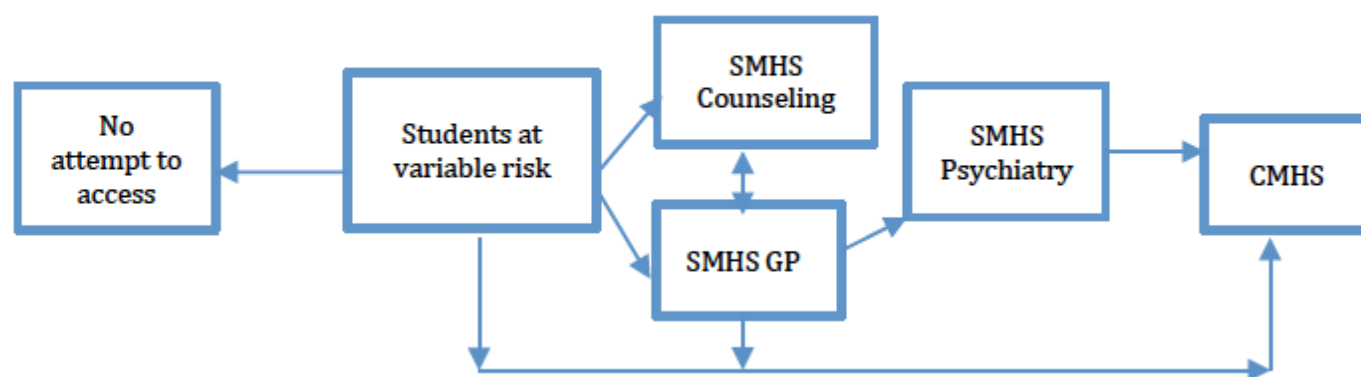 No
attempt to
access
Students at
variable risk
SMHS
Counseling
SMHS GP
SMHS
Psychiatry
CMHS